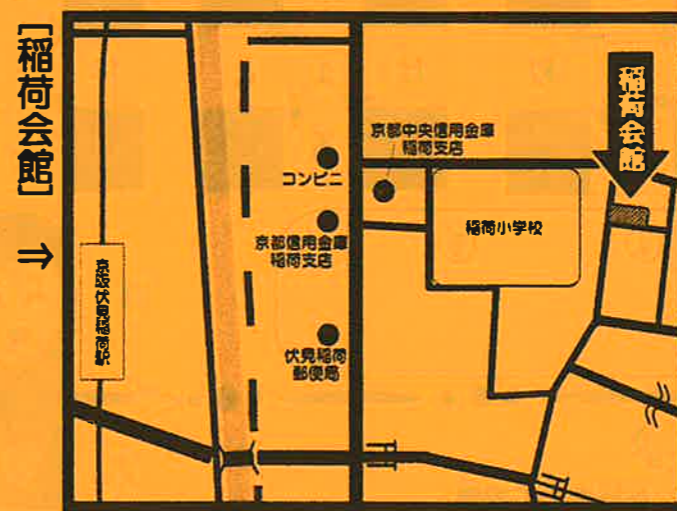 [稲荷会館]
⇒
稲荷会館
京都中央信用金庫
稲荷支店
コンビニ
稲荷小学校
京都信用金庫
稲荷支店
京阪伏見稲荷駅
伏見稲荷
郵便局